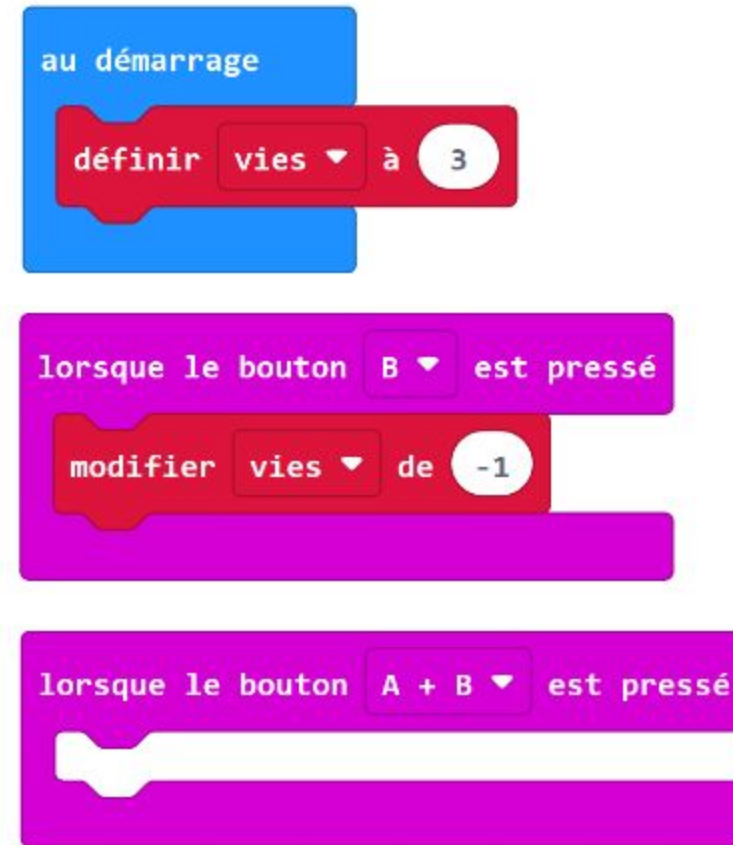 au démarrage
définir vies à 3
lorsque le bouton B est pressé
modifier vies de -1
lorsque le bouton A + B est pressé